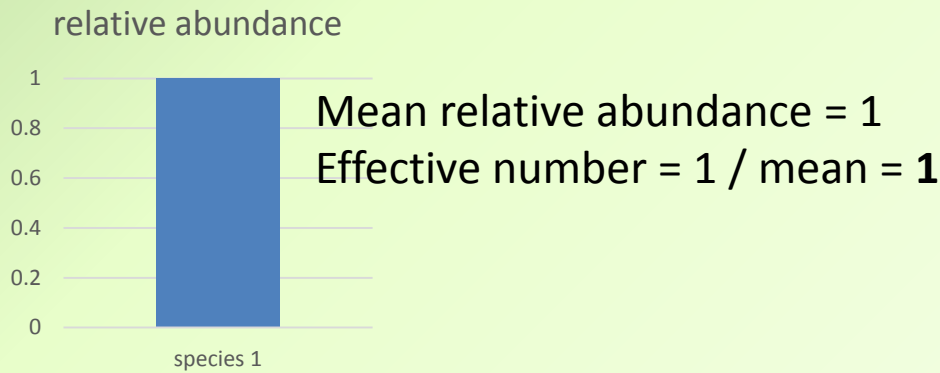 relative abundance
1
0.8
0.6
0.4
0.2
0
species 1
Mean relative abundance = 1
Effective number = 1 / mean = 1